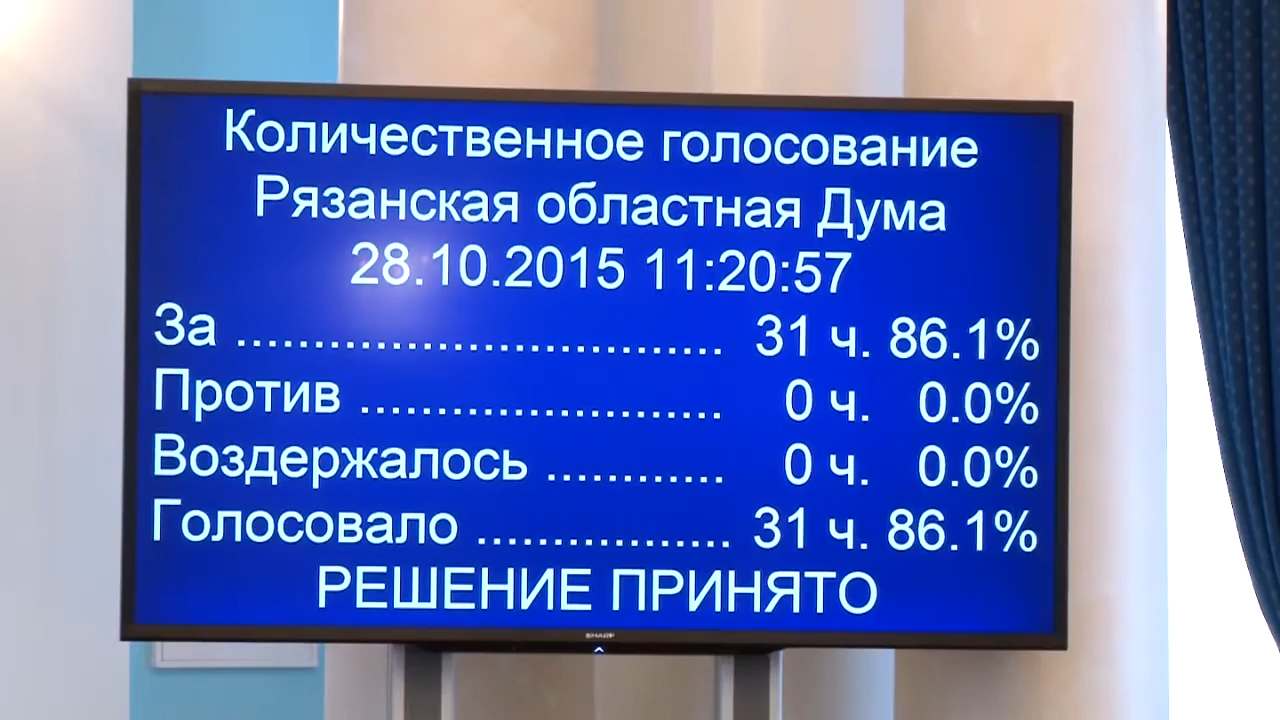 Количественное голосование
Рязанская областная Дума
28.10.2015 11:20:57
За ................................ 31 ч. 86.1%
Против ........................ 0 ч. 0.0%
Воздержалось ............ 0 ч. 0.0%
Голосовало ................. 31 ч. 86.1%
РЕШЕНИЕ ПРИНЯТО
SHARP